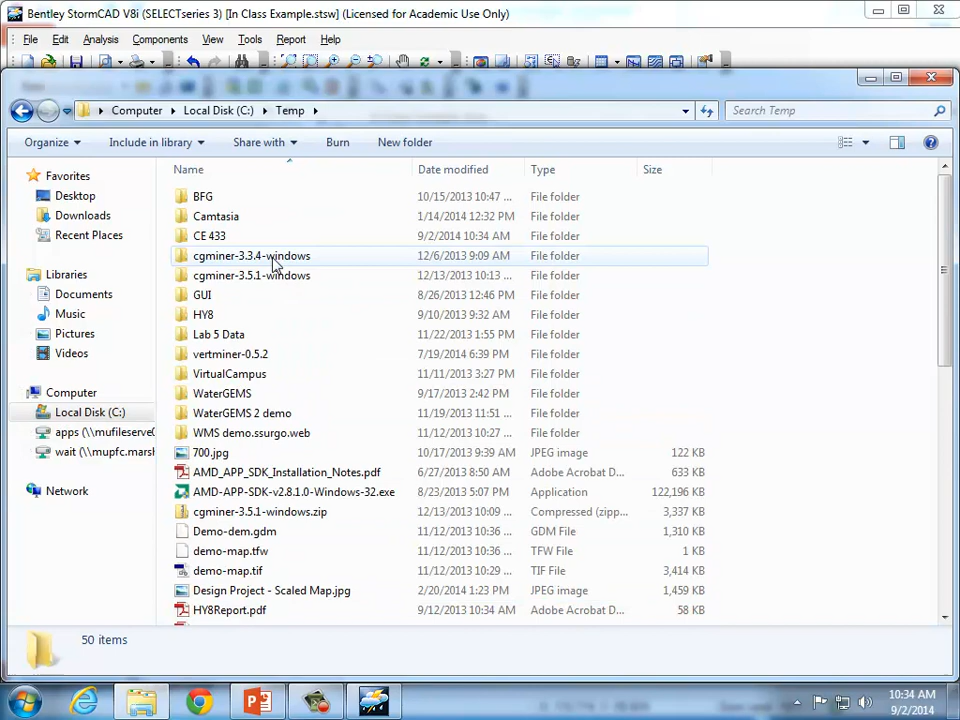 Bentley StormCAD V8i (SELECTseries 3) [In Class Example.stsw] (Licensed for Academic Use Only)
File Edit Analysis Components View Tools Report Help
Computer Local Disk (C:) Temp Search Temp
Organize Include in library Share with Burn New folder
Name Date modified Type Size
Favorites
Desktop
Downloads
Recent Places
Libraries
Documents
Music
Pictures
Videos
Computer
Local Disk (C:)
apps (\\mufileserve
wait (\\mupfc.marsh
Network
BFG 10/15/2013 10:47 ... File folder
Camtasia 1/14/2014 12:32 PM File folder
CE 433 9/2/2014 10:34 AM File folder
cgminer-3.3.4-windows 12/6/2013 9:09 AM File folder
cgminer-3.5.1-windows 12/13/2013 10:13 ... File folder
GUI 8/26/2013 12:46 PM File folder
HY8 9/10/2013 9:32 AM File folder
Lab 5 Data 11/22/2013 1:55 PM File folder
vertminer-0.5.2 7/19/2014 6:39 PM File folder
VirtualCampus 11/11/2013 3:27 PM File folder
WaterGEMS 9/17/2013 2:42 PM File folder
WaterGEMS 2 demo 11/19/2013 11:51 ... File folder
WMS demo.ssurgo.web 11/12/2013 10:27 ... File folder
700.jpg 10/17/2013 9:39 AM JPEG image 122 KB
AMD_APP_SDK_Installation_Notes.pdf 6/27/2013 8:50 AM Adobe Acrobat D... 633 KB
AMD-APP-SDK-v2.8.1.0-Windows-32.exe 8/23/2013 5:07 PM Application 122,196 KB
cgminer-3.5.1-windows.zip 12/13/2013 10:09 ... Compressed (zipp... 3,337 KB
Demo-dem.gdm 11/12/2013 10:36 ... GDM File 1,310 KB
demo-map.tfw 11/12/2013 10:36 ... TFW File 1 KB
demo-map.tif 11/12/2013 10:29 ... TIF File 3,414 KB
Design Project - Scaled Map.jpg 2/20/2014 1:23 PM JPEG image 1,459 KB
HY8Report.pdf 9/12/2013 10:34 AM Adobe Acrobat D... 58 KB
50 items
10:34 AM
9/2/2014